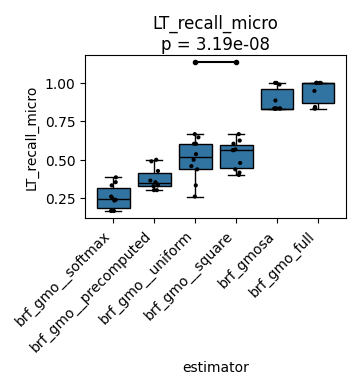 LT_recall_micro
p = 3.19e-08
LT_recall_micro
1.00
0.75
0.50
0.25
brf_gmo__softmax
brf_gmo__precomputed
brf_gmo__uniform
brf_gmo__square
brf_gmosa
brf_gmo_full
estimator